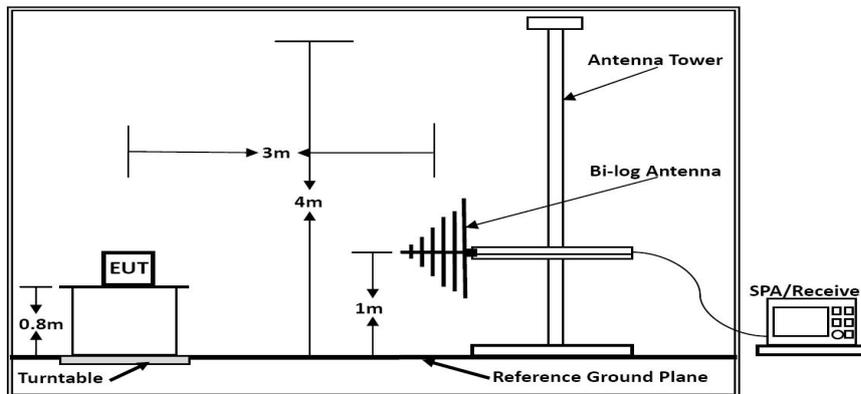 Antenna Tower
3m
Bi-log Antenna
4m
EUT
SPA/Receive
1m
0.8m
Turntable
Reference Ground Plane